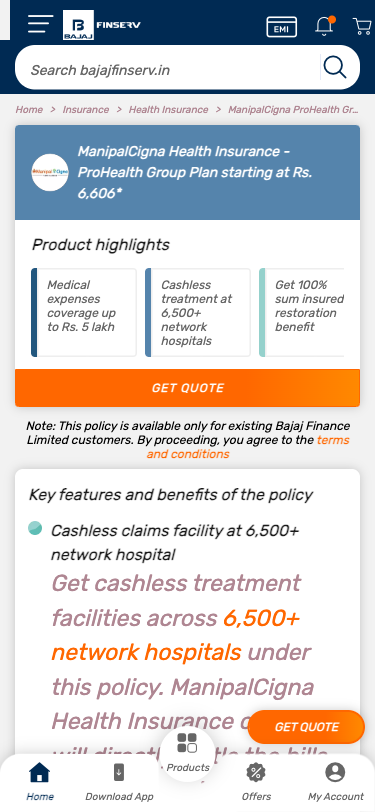 BAJAJ
FINSERV
EMI
Search bajajfinserv.in
Home > Insurance > Health Insurance > ManipalCigna ProHealth Gr...
ManipalCigna
ManipalCigna Health Insurance -
ProHealth Group Plan starting at Rs.
6,606*
Product highlights
Medical
expenses
coverage up
to Rs. 5 lakh
Cashless
treatment at
6,500+
network
hospitals
Get 100%
sum insured
restoration
benefit
GET QUOTE
Note: This policy is available only for existing Bajaj Finance
Limited customers. By proceeding, you agree to the terms
and conditions
Key features and benefits of the policy
Cashless claims facility at 6,500+
network hospital
Get cashless treatment
facilities across 6,500+
network hospitals under
this policy. ManipalCigna
Health Insurance
will the bills
GET QUOTE
Home
Download App
Products
Offers
My Account